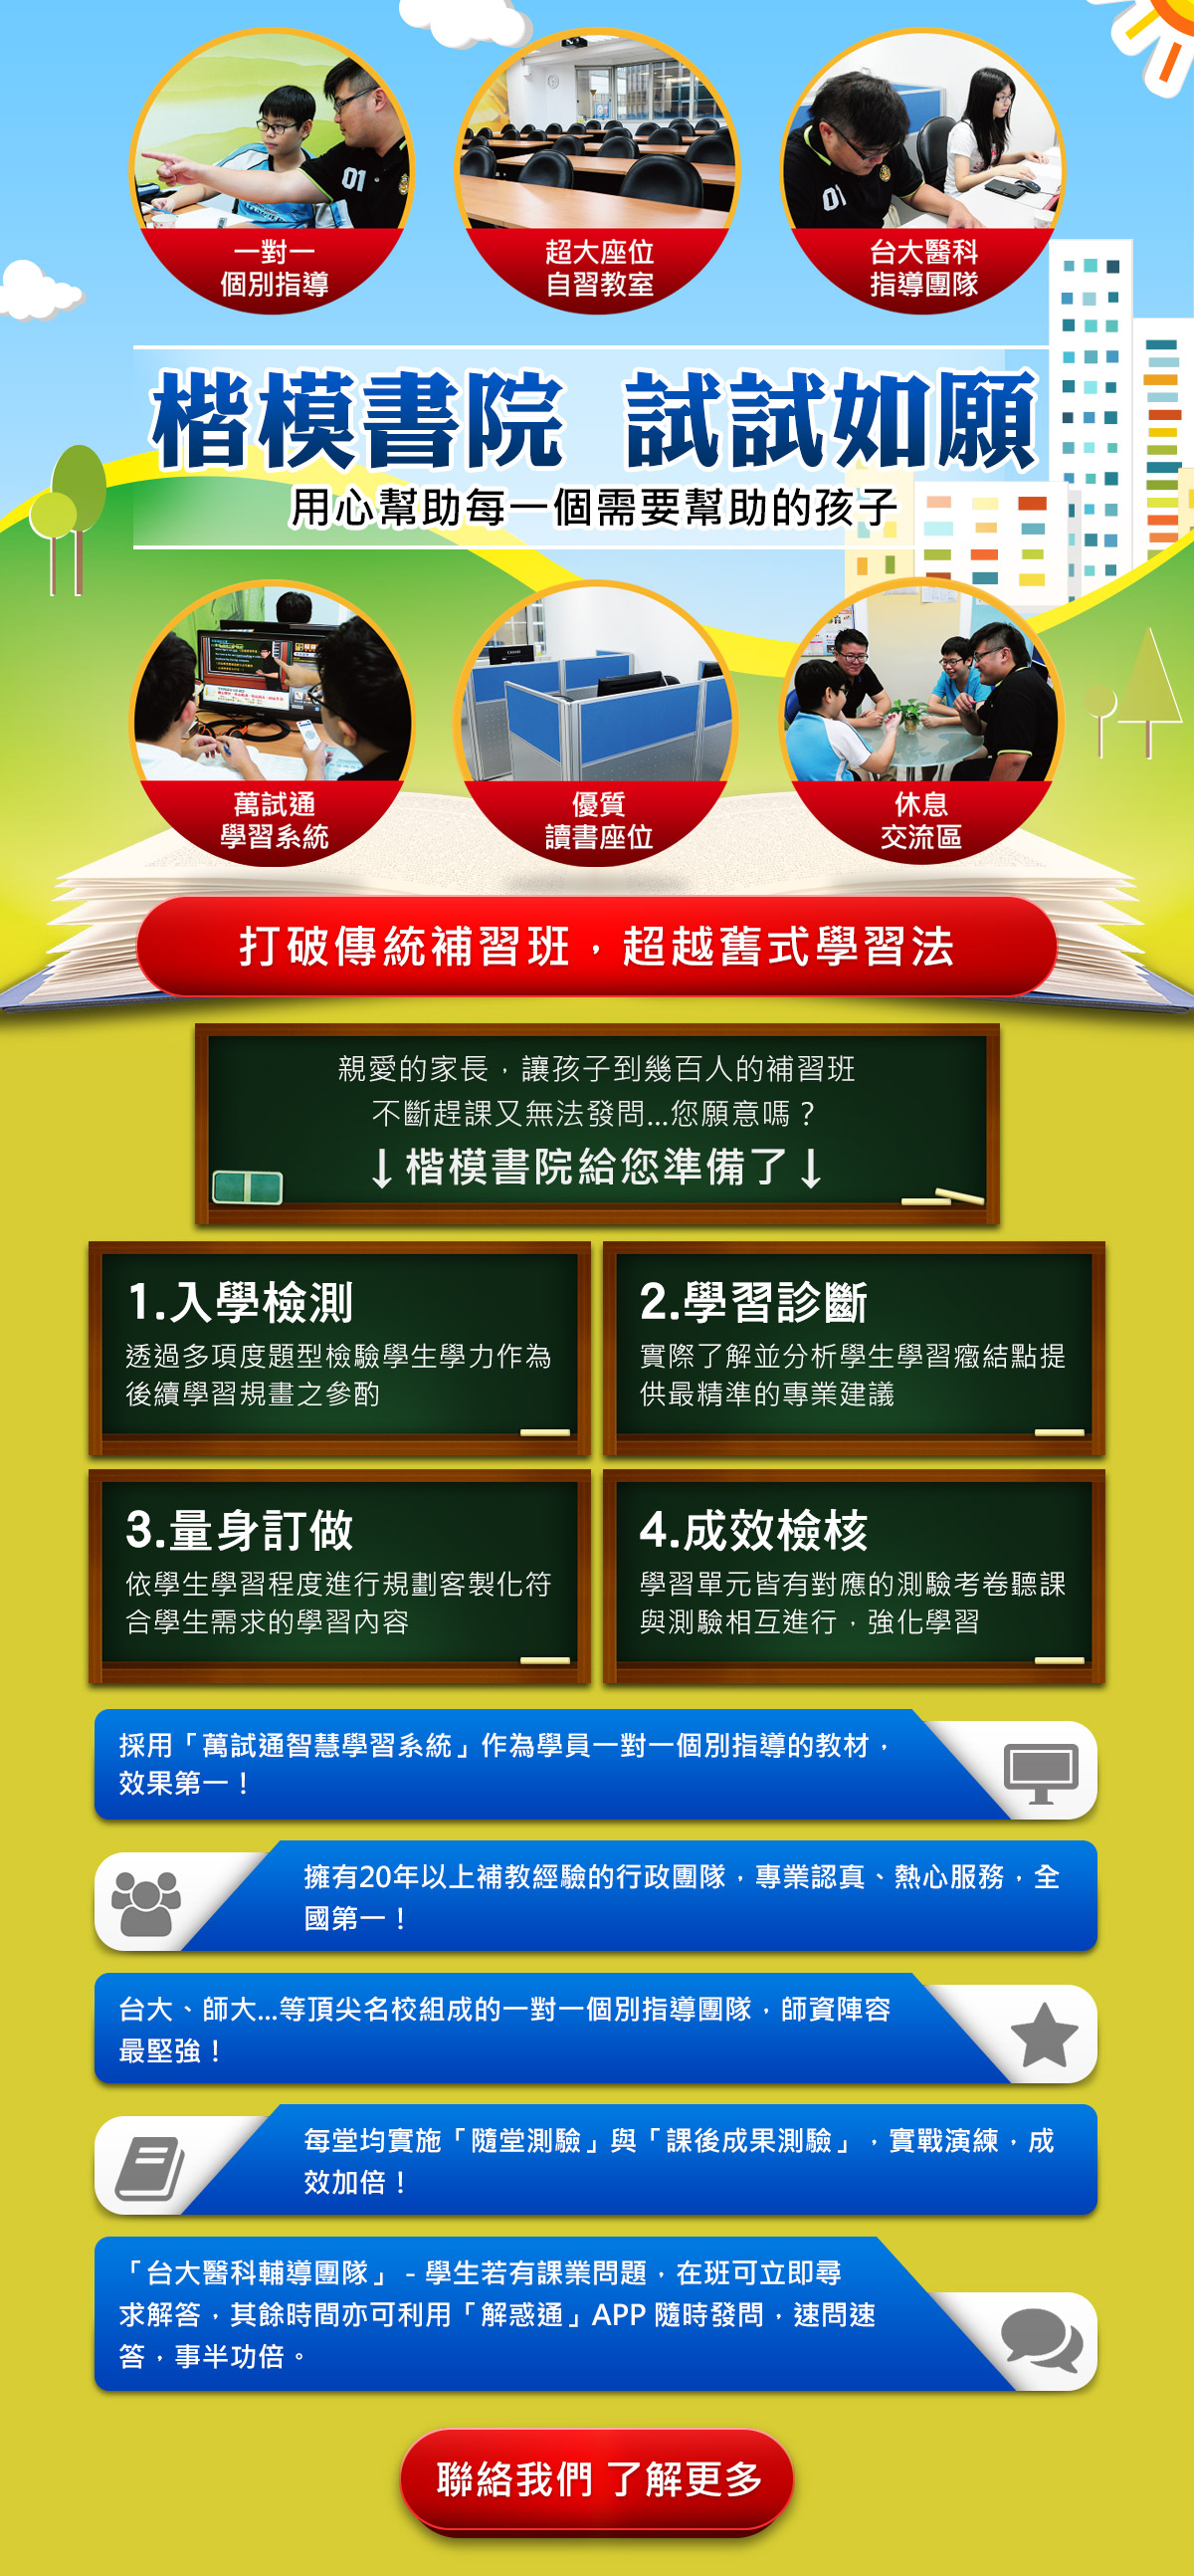 一對一
個別指導
超大座位
自習教室
台大醫科
指導團隊
楷模書院 試試如願
用心幫助每一個需要幫助的孩子
萬試通
學習系統
優質
讀書座位
休息
交流區
打破傳統補習班，超越舊式學習法
親愛的家長，讓孩子到幾百人的補習班
不斷趕課又無法發問...您願意嗎？
↓楷模書院給您準備了↓
1.入學檢測
透過多項度題型檢驗學生學力作為
後續學習規畫之參酌
2.學習診斷
實際了解並分析學生學習癥結點提
供最精準的專業建議
3.量身訂做
依學生學習程度進行規劃客製化符
合學生需求的學習內容
4.成效檢核
學習單元皆有對應的測驗考卷聽課
與測驗相互進行，強化學習
採用「萬試通智慧學習系統」作為學員一對一個別指導的教材，
效果第一！
擁有20年以上補教經驗的行政團隊，專業認真、熱心服務，全
國第一！
台大、師大...等頂尖名校組成的一對一個別指導團隊，師資陣容
最堅強！
每堂均實施「隨堂測驗」與「課後成果測驗」，實戰演練，成
效加倍！
「台大醫科輔導團隊」 - 學生若有課業問題，在班可立即尋
求解答，其餘時間亦可利用「解惑通」APP 隨時發問，速問速
答，事半功倍。
聯絡我們 了解更多